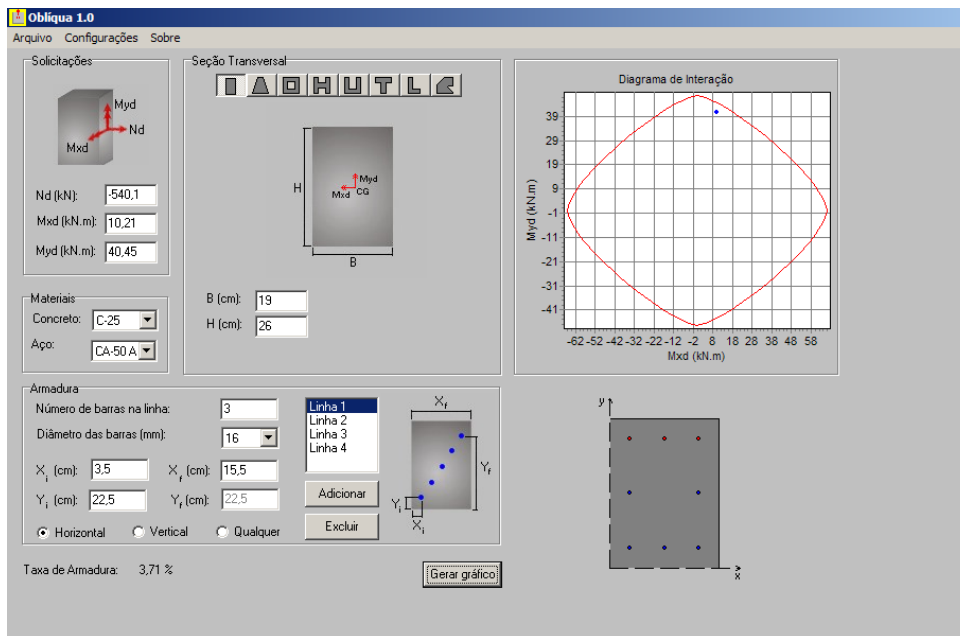 Oblíqua 1.0
Arquivo Configurações Sobre
Solicitações
Myd
Nd
Mxd
Nd (kN): -540,1
Mxd (kN.m): 10,21
Myd (kN.m): 40,45
Materiais
Concreto: C-25
Aço: CA-50 A
Seção Transversal
H
Myd
Mxd CG
B
B (cm): 19
H (cm): 26
Diagrama de Interação
Myd (kN.m)
39
29
19
9
-1
-11
-21
-31
-41
-62 -52 -42 -32 -22 -12 -2 8 18 28 38 48 58
Mxd (kN.m)
Armadura
Número de barras na linha: 3
Diâmetro das barras (mm): 16
Xi (cm): 3,5 Xf (cm): 15,5
Yi (cm): 22,5 Yf (cm): 22,5
Horizontal Vertical Qualquer
Linha 1
Linha 2
Linha 3
Linha 4
Adicionar
Excluir
Xf
Yf
Yi
Xi
Taxa de Armadura: 3,71 %
Gerar gráfico
y
x